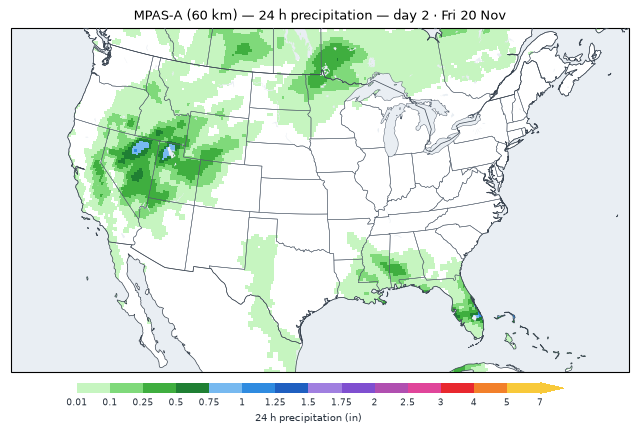 MPAS-A (60 km) — 24 h precipitation — day 2 · Fri 20 Nov
0.01 0.1 0.25 0.5 0.75 1 1.25 1.5 1.75 2 2.5 3 4 5 7
24 h precipitation (in)